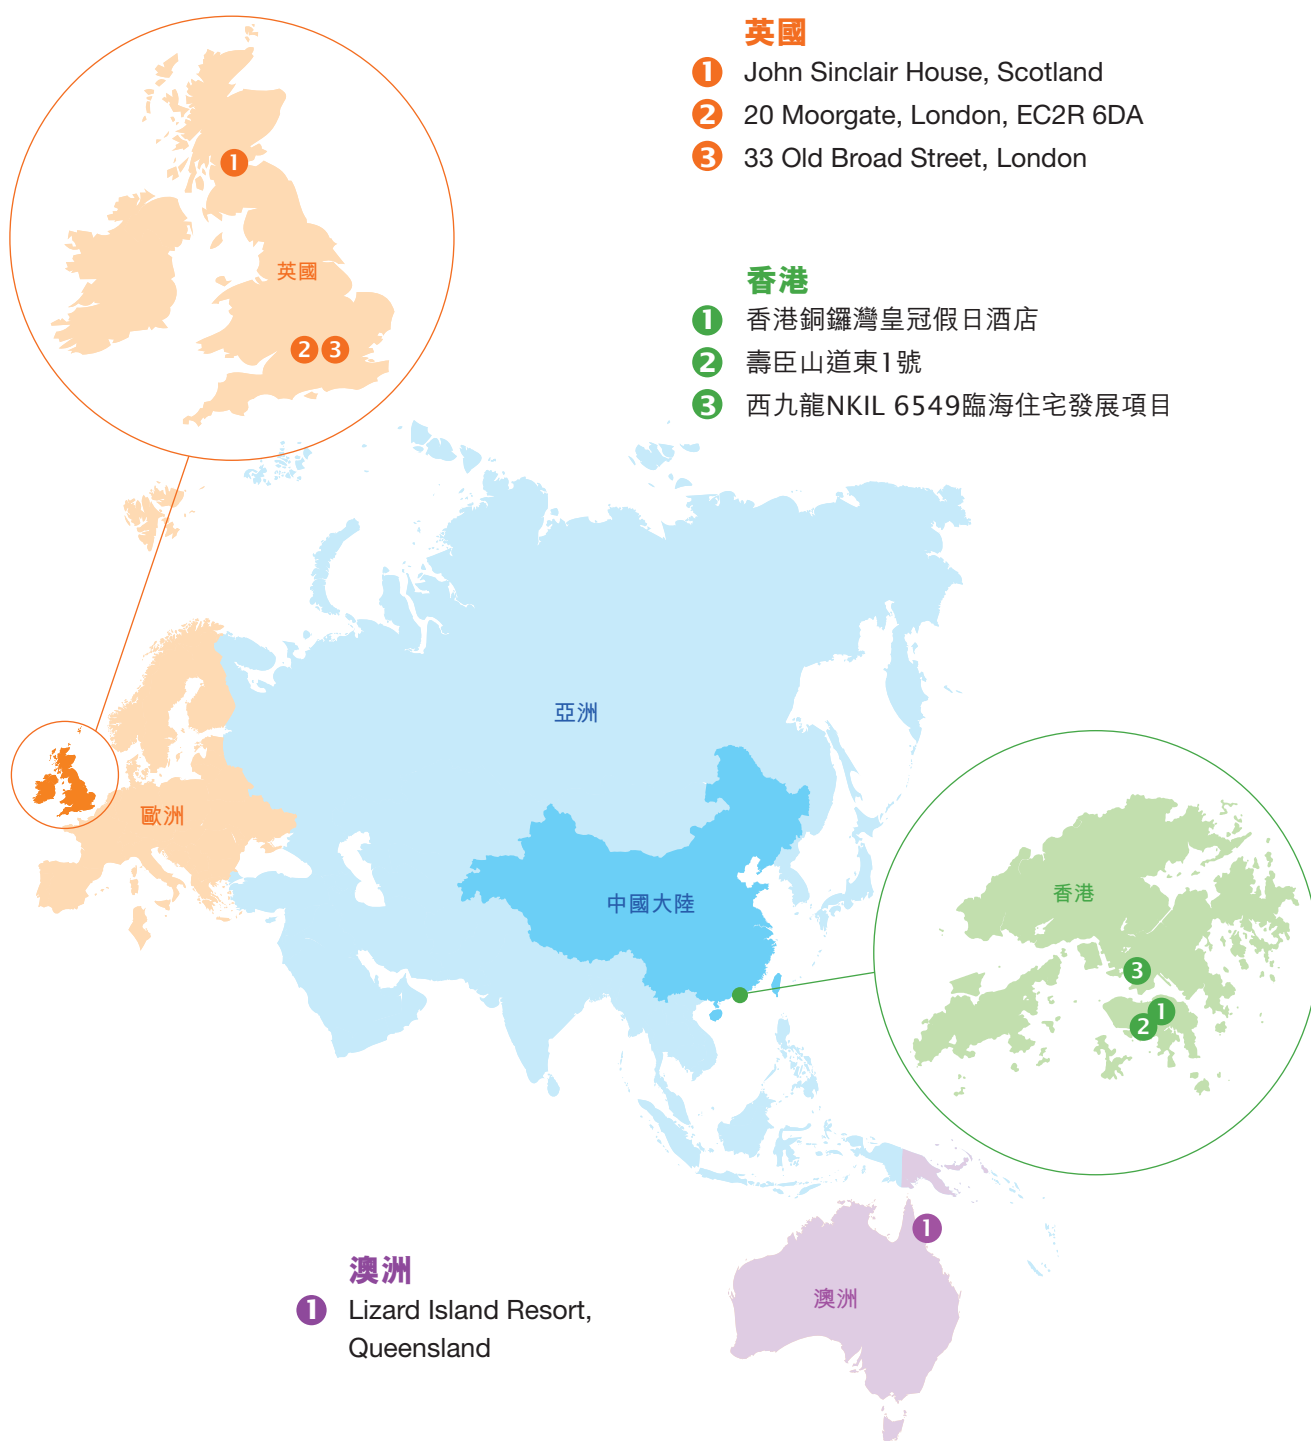 英國
1 John Sinclair House, Scotland
2 20 Moorgate, London, EC2R 6DA
3 33 Old Broad Street, London
1
英國
2 3
香港
1 香港銅鑼灣皇冠假日酒店
2 壽臣山道東1號
3 西九龍NKIL 6549臨海住宅發展項目
亞洲
歐洲
中國大陸
香港
3
1
2
1
澳洲
澳洲
1 Lizard Island Resort,
Queensland